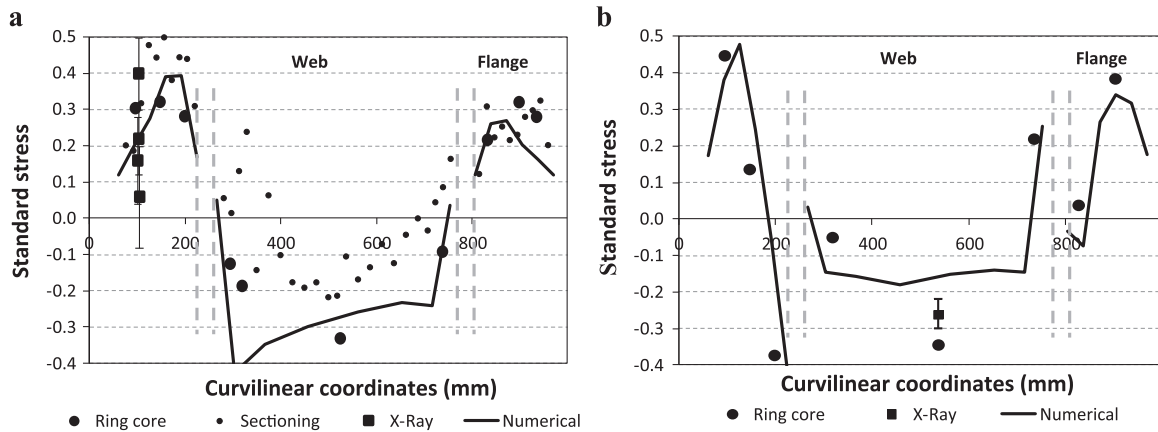 a
b
0.5
0.4
0.3
0.2
0.1
0.0
-0.1
-0.2
-0.3
-0.4
0
200
400
600
800
Web
Flange
Standard stress
Curvilinear coordinates (mm)
Ring core
Sectioning
X-Ray
Numerical
0.5
0.4
0.3
0.2
0.1
0.0
-0.1
-0.2
-0.3
-0.4
0
200
400
600
800
Web
Flange
Standard stress
Curvilinear coordinates (mm)
Ring core
X-Ray
Numerical